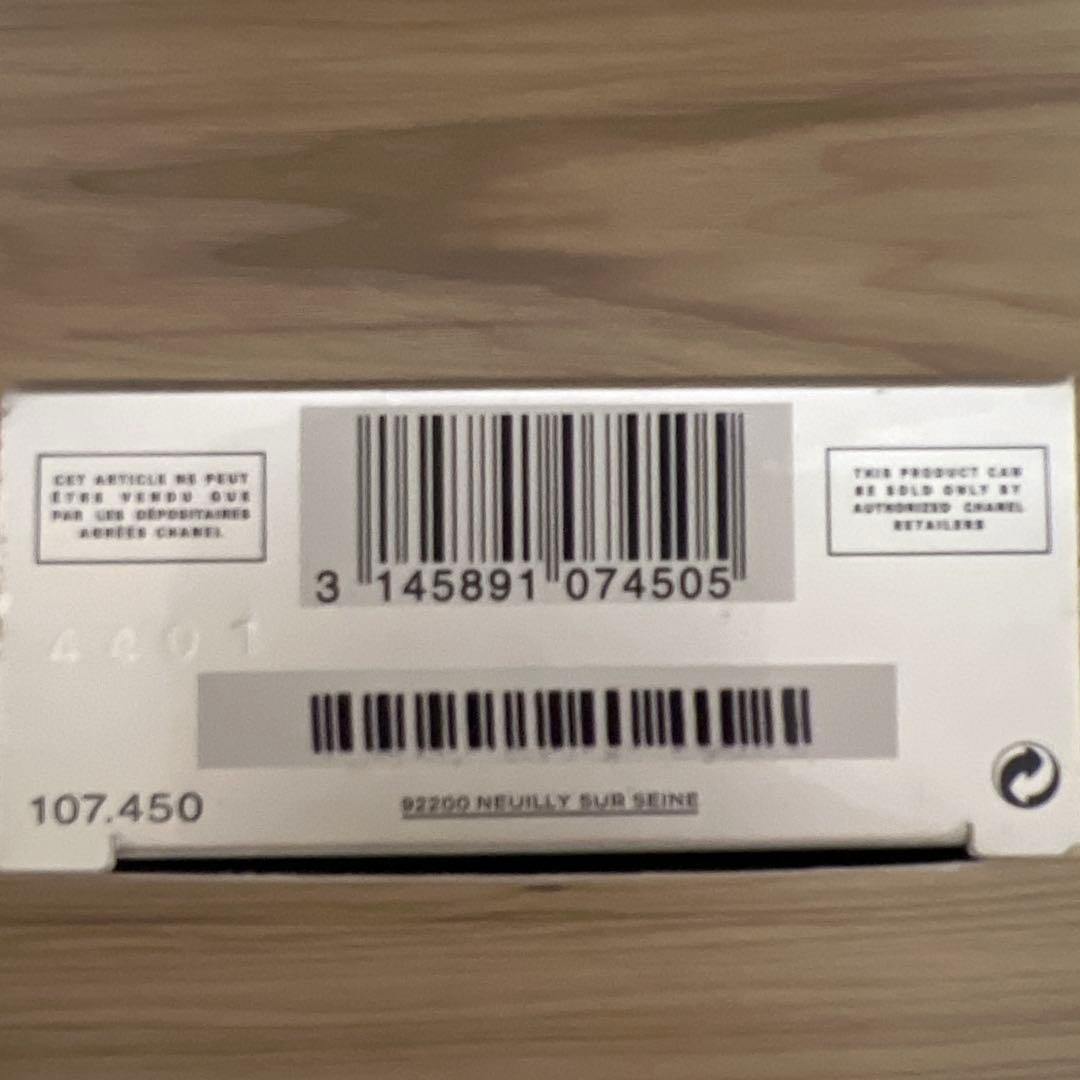 CET ARTICLE NE PEUT
ÊTRE VENDU QUE
PAR LES DÉPOSITAIRES
AGRÉÉS CHANEL
3 145891 074505
THIS PRODUCT CAN
BE SOLD ONLY BY
AUTHORIZED CHANEL
RETAILERS
4401
107.450
92200 NEUILLY SUR SEINE